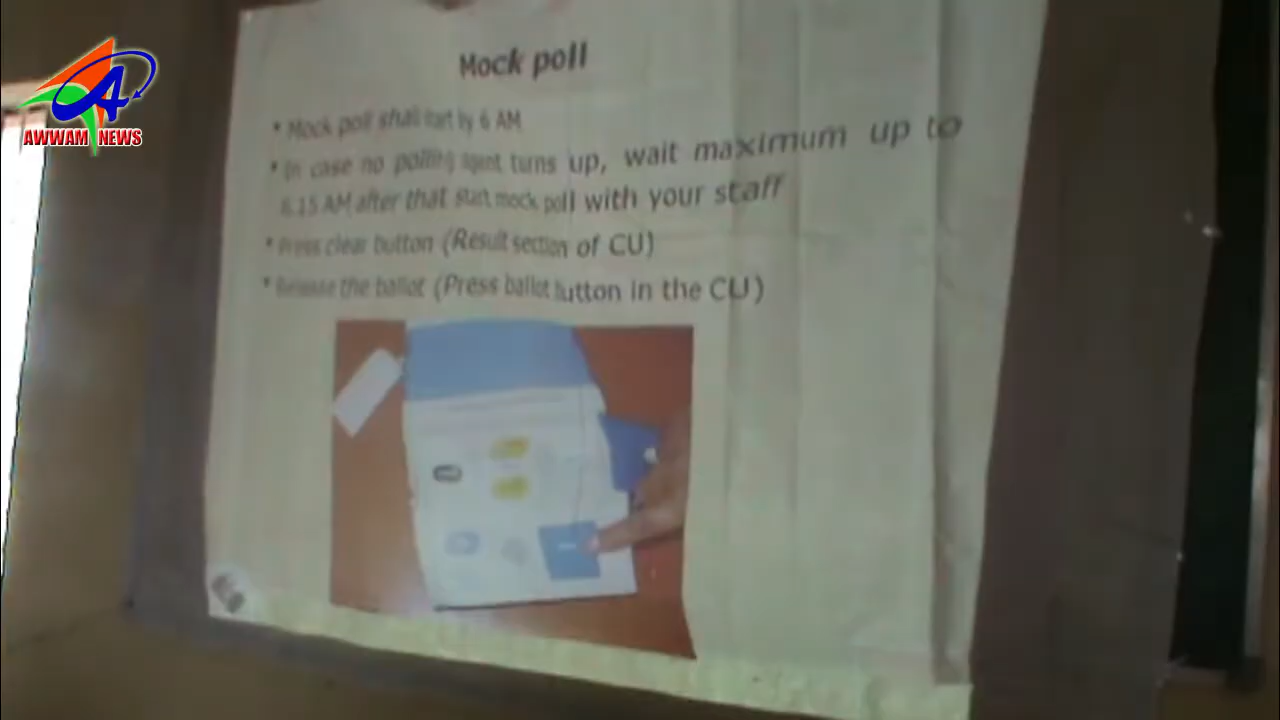 AWWAM NEWS
Mock poll
• Mock poll shall start by 6 AM
• In case no polling agent turns up, wait maximum up to
6.15 AM after that start mock poll with your staff
• Press clear button (Result section of CU)
• Release the ballot (Press ballot button in the CU)